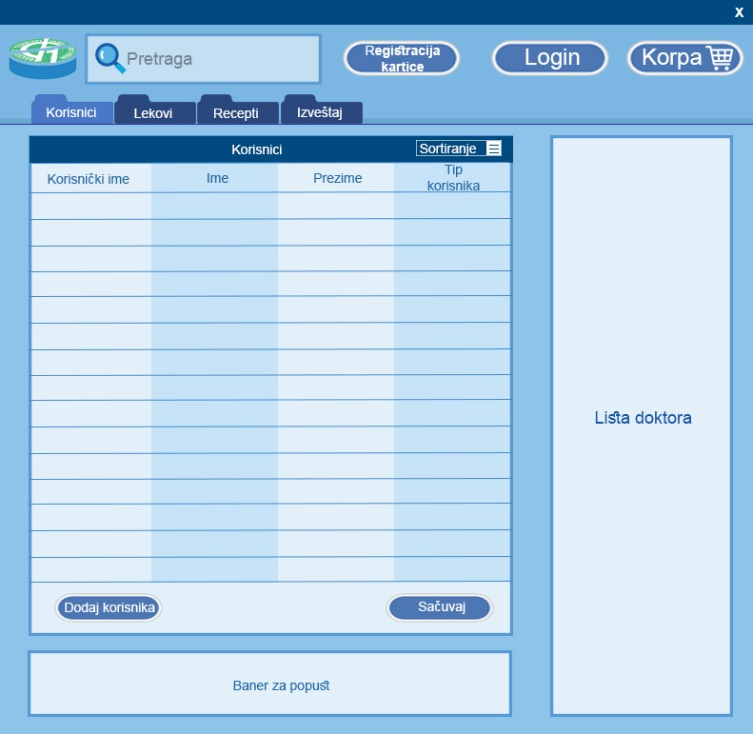 x
Pretraga
Registracija
kartice
Login
Korpa
Korisnici
Lekovi
Recepti
Izveštaj
Korisnici
Sortiranje
Korisnički ime
Ime
Prezime
Tip
korisnika
Lista doktora
Dodaj korisnika
Sačuvaj
Baner za popust